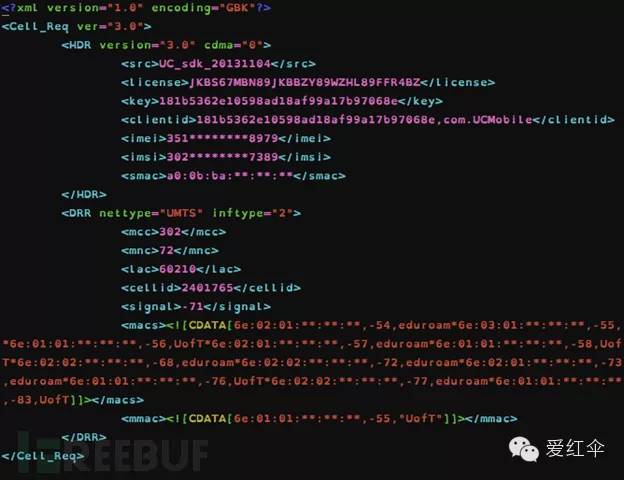 <?xml version="1.0" encoding="GBK"?>
<Cell_Req ver="3.0">
<HDR version="3.0" cdma="0">
<src>UC_sdk_20131104</src>
<license>JKBS67MBN89JKBBZY89WZHL89FFR4BZ</license>
<key>181b5362e10598ad18af99a17b97068e</key>
<clientid>181b5362e10598ad18af99a17b97068e,com.UCMobile</clientid>
<imei>351********8979</imei>
<imsi>302********7389</imsi>
<smac>a0:0b:ba:**:**:**</smac>
</HDR>
<DRR nettype="UMTS" inftype="2">
<mcc>302</mcc>
<mnc>72</mnc>
<lac>60210</lac>
<cellid>2401765</cellid>
<signal>-71</signal>
<macs><![CDATA[6e:02:01:**:**:**,-54,eduroam*6e:03:01:**:**:**,-55,
*6e:01:01:**:**:**,-56,UofT*6e:02:01:**:**:**,-57,eduroam*6e:01:01:**:**:**,-58,Uof
T*6e:02:02:**:**:**,-68,eduroam*6e:02:02:**:**:**,-72,eduroam*6e:02:02:**:**:**,-73
,eduroam*6e:01:01:**:**:**,-76,UofT*6e:02:02:**:**:**,-77,eduroam*6e:01:01:**:**:**
,-83,UofT]]></macs>
<mmac><![CDATA[6e:01:01:**:**:**,-55,"UofT"]]></mmac>
</DRR>
</Cell_Req>
FREEBUF
爱红伞